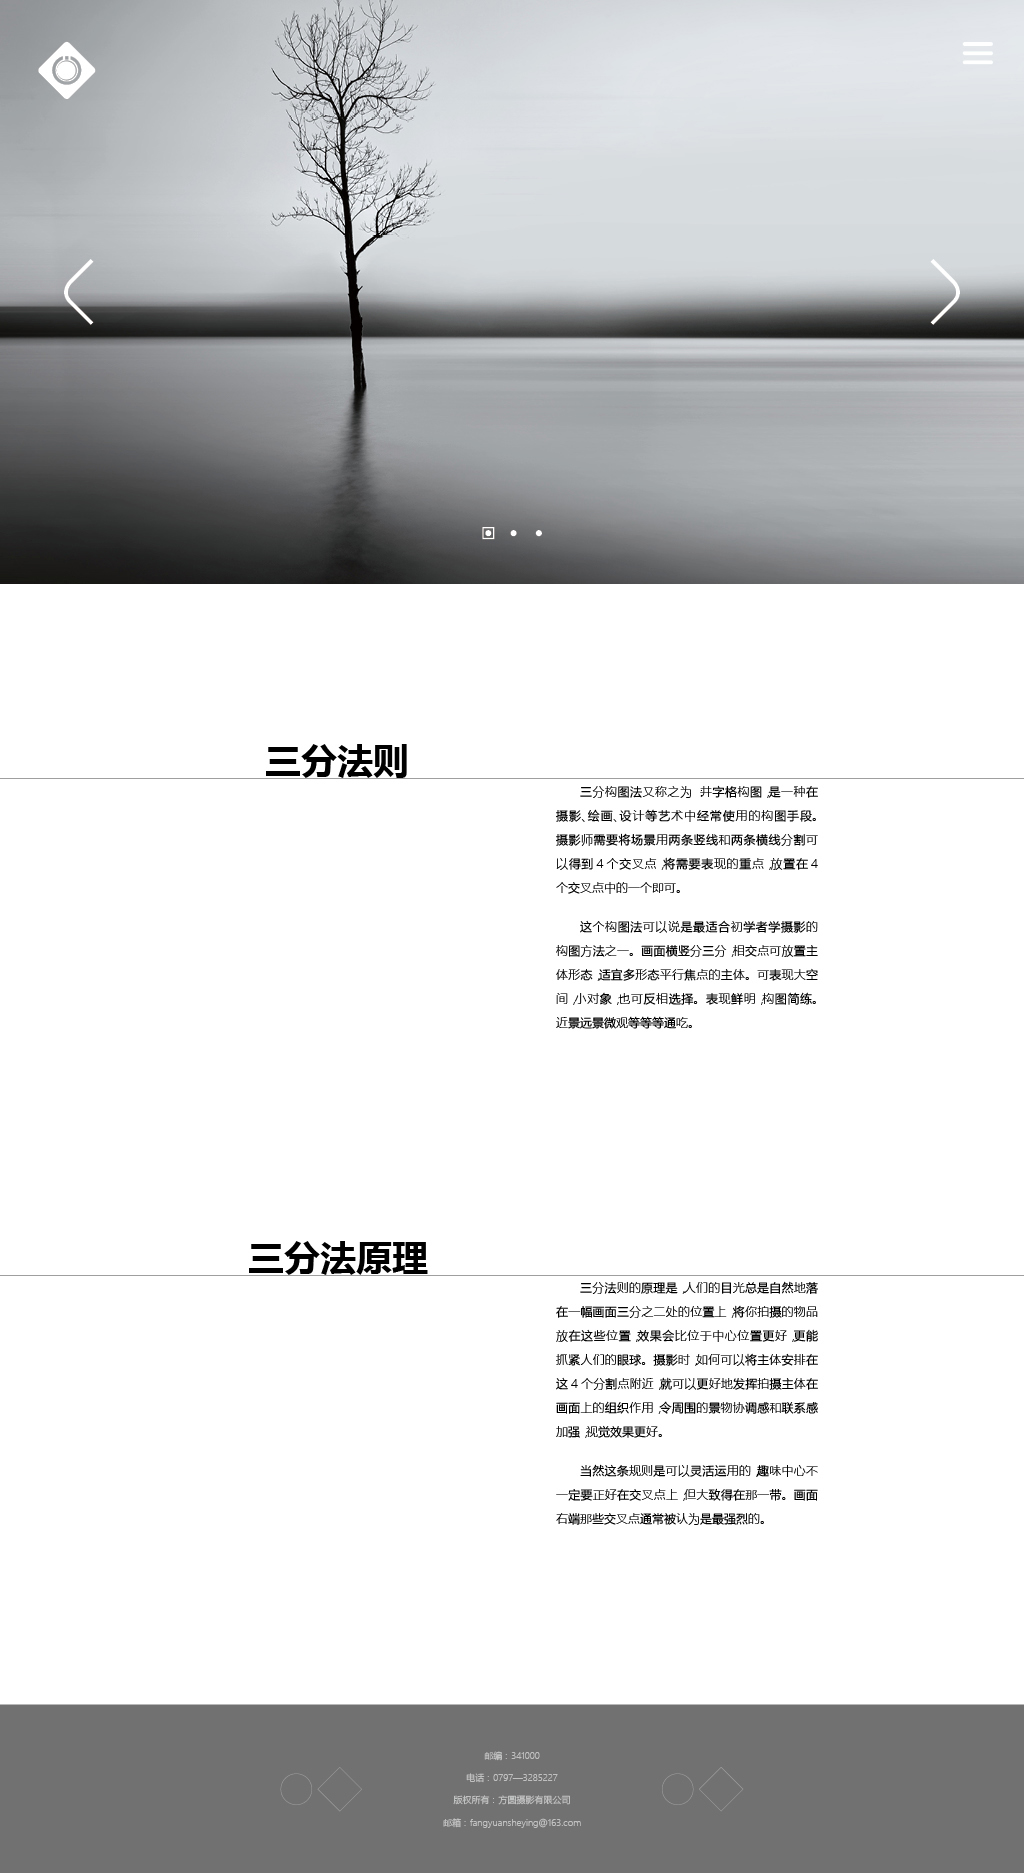 三分法则
三分构图法又称之为 井字格构图 ,是一种在
摄影、绘画、设计等艺术中经常使用的构图手段。
摄影师需要将场景用两条竖线和两条横线分割可
以得到 4 个交叉点 ,将需要表现的重点 ,放置在 4
个交叉点中的一个即可。
这个构图法可以说是最适合初学者学摄影的
构图方法之一。画面横竖分三分 ,相交点可放置主
体形态 ,适宜多形态平行焦点的主体。可表现大空
间 ,小对象 ,也可反相选择。表现鲜明 ,构图简练。
近景远景微观等等等通吃。
三分法原理
三分法则的原理是 ,人们的目光总是自然地落
在一幅画面三分之二处的位置上 ,将你拍摄的物品
放在这些位置 ,效果会比位于中心位置更好 ,更能
抓紧人们的眼球。摄影时 ,如何可以将主体安排在
这 4 个分割点附近 ,就可以更好地发挥拍摄主体在
画面上的组织作用 ,令周围的景物协调感和联系感
加强 ,视觉效果更好。
当然这条规则是可以灵活运用的 ,趣味中心不
一定要正好在交叉点上 ,但大致得在那一带。画面
右端那些交叉点通常被认为是最强烈的。
邮编：341000
电话：0797—3285227
版权所有：方圆摄影有限公司
邮箱：fangyuansheying@163.com